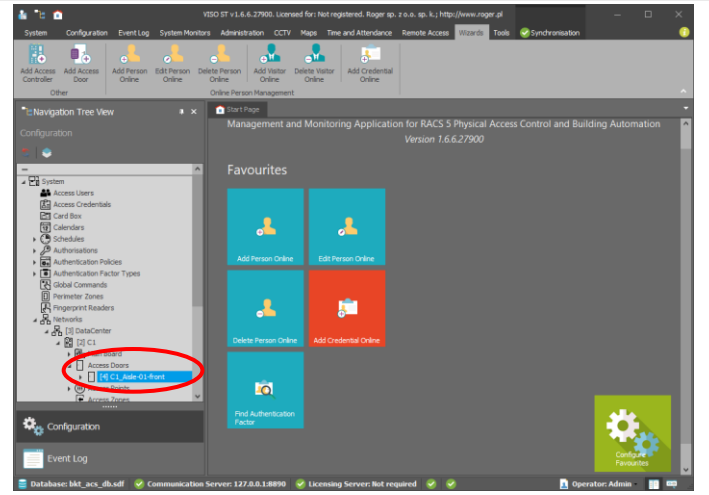 VISO ST v1.6.6.27900. Licensed for: Not registered. Roger sp. z o.o. sp. k.; http://www.roger.pl
System Configuration Event Log System Monitors Administration CCTV Maps Time and Attendance Remote Access Wizards Tools Synchronisation
Add Access Controller
Add Access Door
Add Person Online
Edit Person Online
Delete Person Online
Add Visitor Online
Delete Visitor Online
Add Credential Online
Other
Online Person Management
Navigation Tree View
Start Page
Configuration
Management and Monitoring Application for RACS 5 Physical Access Control and Building Automation
Version 1.6.6.27900
System
Access Users
Access Credentials
Card Box
Calendars
Schedules
Authorisations
Authentication Policies
Authentication Factor Types
Global Commands
Perimeter Zones
Fingerprint Readers
Networks
[3] DataCenter
[2] C1
Access Doors
[4] C1_Aisle-01-front
Access Points
Access Zones
Configuration
Event Log
Favourites
Add Person Online
Edit Person Online
Delete Person Online
Add Credential Online
Find Authentication
Factor
Configure
Favourites
Database: bkt_acs_db.sdf Communication Server: 127.0.0.1:8890 Licensing Server: Not required Operator: Admin